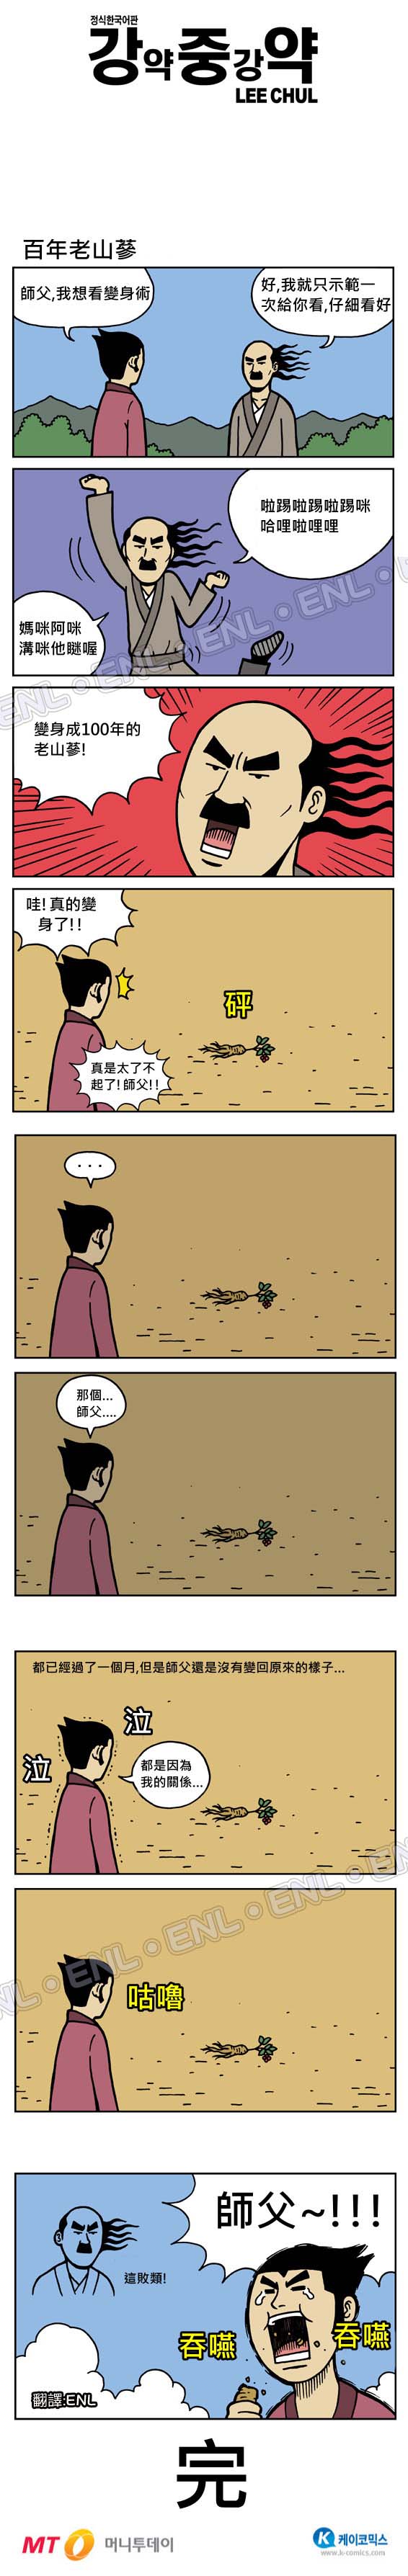 정식한국어판
강약중강약
LEE CHUL
百年老山蔘
師父,我想看變身術
好,我就只示範一
次給你看,仔細看好
啦踢啦踢啦踢咪
哈哩啦哩哩
媽咪阿咪
溝咪他瞇喔
ENL • ENL • ENL • ENL
變身成100年的
老山蔘!
哇!真的變
身了!!
砰
真是太了不
起了!師父!!
...
那個...
師父....
都已經過了一個月,但是師父還是沒有變回原來的樣子...
泣
泣
都是因為
我的關係...
ENL • ENL • ENL • ENL
咕嚕
師父~!!!
這敗類!
吞嚥
吞嚥
翻譯:ENL
完
MT 머니투데이
K 케이코믹스
www.k-comics.com